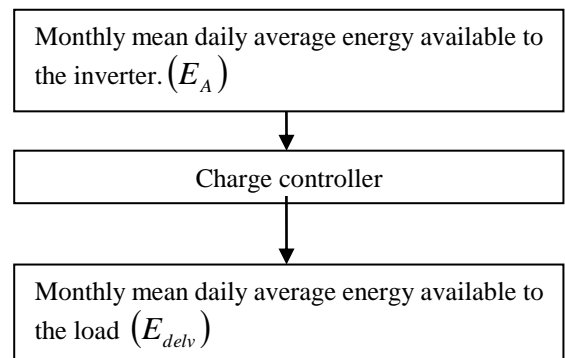 Monthly mean daily average energy available to
the inverter. (E_A)
Charge controller
Monthly mean daily average energy available to
the load (E_delv)